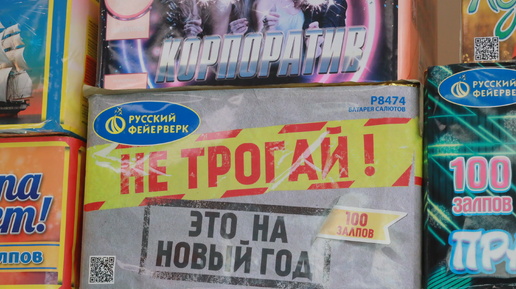 КОРПОРАТИВ
РУССКИЙ
ФЕЙЕРВЕРК
Р8474
БАТАРЕЯ САЛЮТОВ
НЕ ТРОГАЙ!
ЭТО НА
НОВЫЙ ГОД
100
ЗАЛПОВ
РУССКИЙ
ФЕЙЕРВЕРК
100
ЗАЛПОВ
ЗАЛПОВ